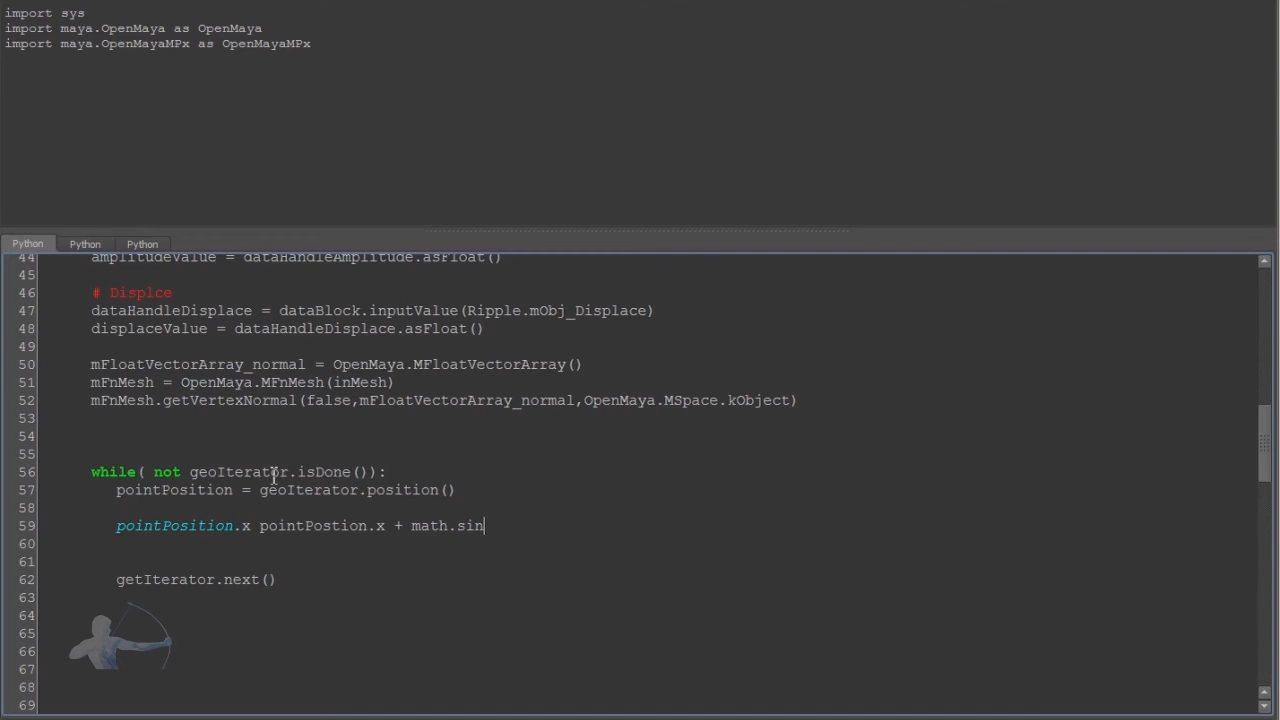 import sys
import maya.OpenMaya as OpenMaya
import maya.OpenMayaMPx as OpenMayaMPx
Python Python Python
44 amplitudeValue = dataHandleAmplitude.asFloat()
45
46 # Displce
47 dataHandleDisplace = dataBlock.inputValue(Ripple.mObj_Displace)
48 displaceValue = dataHandleDisplace.asFloat()
49
50 mFloatVectorArray_normal = OpenMaya.MFloatVectorArray()
51 mFnMesh = OpenMaya.MFnMesh(inMesh)
52 mFnMesh.getVertexNormal(false,mFloatVectorArray_normal,OpenMaya.MSpace.kObject)
53
54
55
56 while( not geoIterator.isDone()):
57 pointPosition = geoIterator.position()
58
59 pointPosition.x pointPostion.x + math.sin
60
61
62 getIterator.next()
63
64
65
66
67
68
69